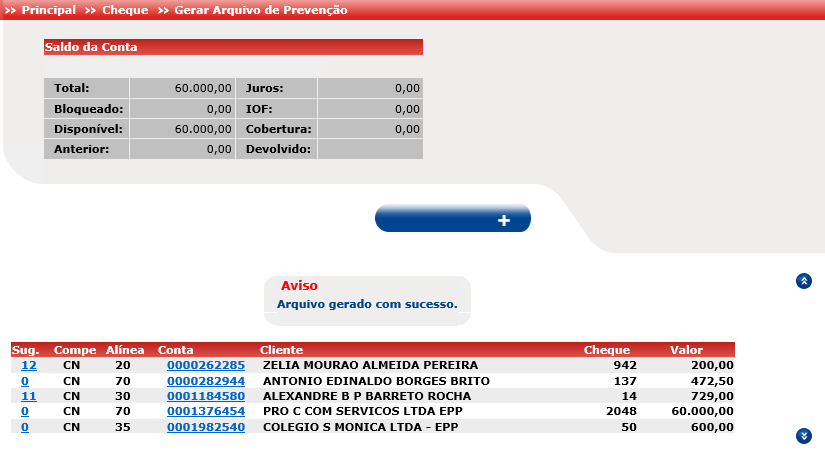 >> Principal >> Cheque >> Gerar Arquivo de Prevenção
Saldo da Conta
Total: 60.000,00 Juros: 0,00
Bloqueado: 0,00 IOF: 0,00
Disponível: 60.000,00 Cobertura: 0,00
Anterior: 0,00 Devolvido:
+
Aviso
Arquivo gerado com sucesso.
Sug. Compe Alínea Conta Cliente Cheque Valor
12 CN 20 0000262285 ZELIA MOURAO ALMEIDA PEREIRA 942 200,00
0 CN 70 0000282944 ANTONIO EDINALDO BORGES BRITO 137 472,50
11 CN 30 0001184580 ALEXANDRE B P BARRETO ROCHA 14 729,00
0 CN 70 0001376454 PRO C COM SERVICOS LTDA EPP 2048 60.000,00
0 CN 35 0001982540 COLEGIO S MONICA LTDA - EPP 50 600,00